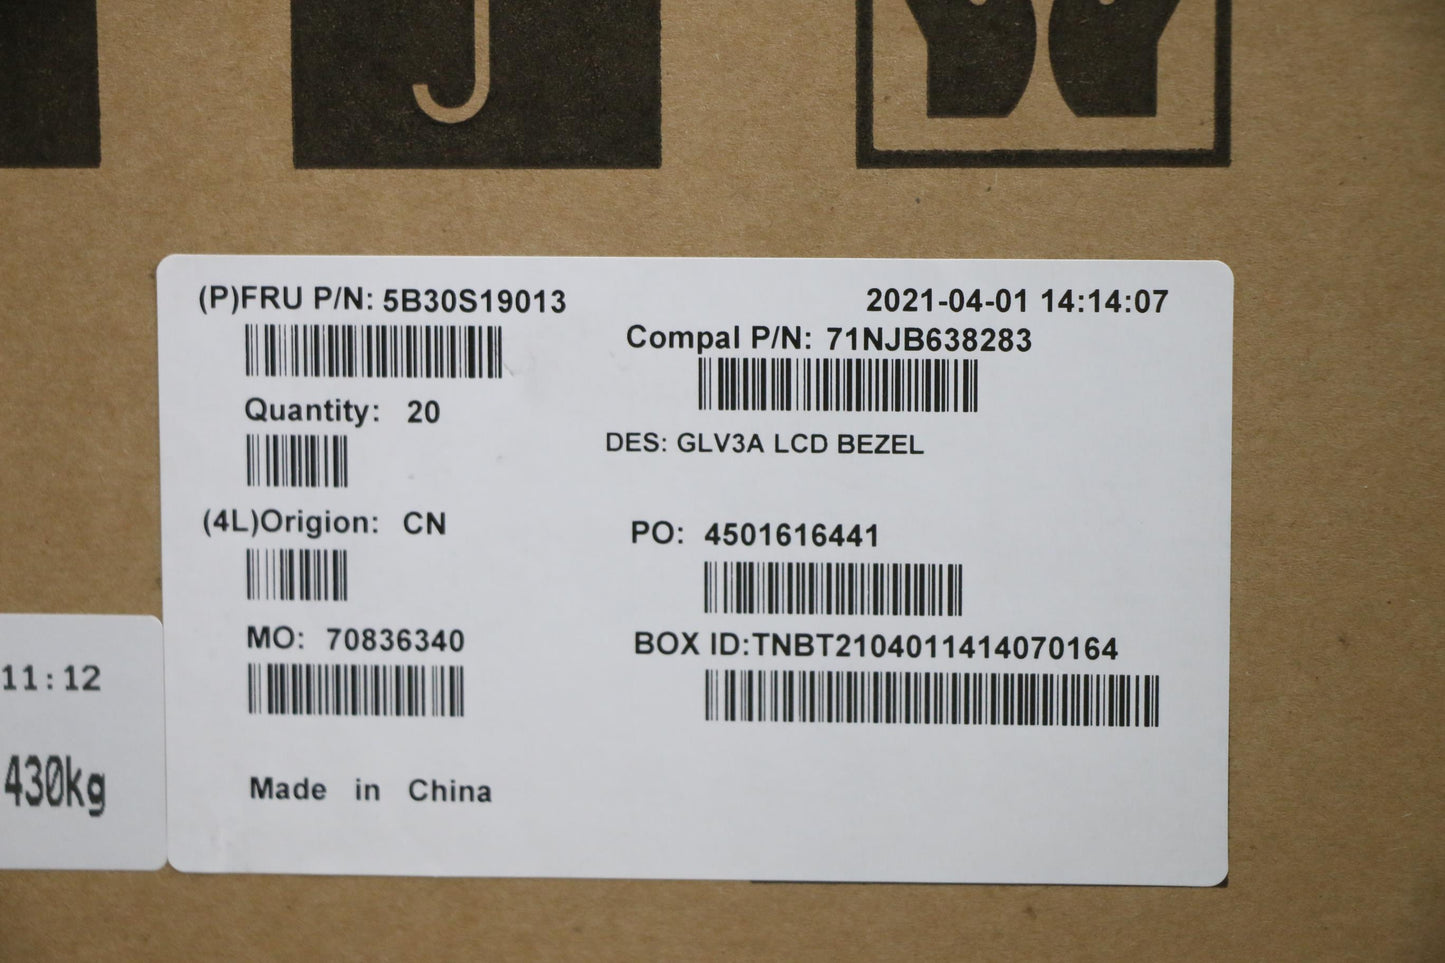 (P)FRU P/N: 5B30S19013
2021-04-01 14:14:07
Compal P/N: 71NJB638283
Quantity: 20
DES: GLV3A LCD BEZEL
(4L)Origion: CN
PO: 4501616441
MO: 70836340
BOX ID:TNBT2104011414070164
Made in China
11:12
430kg